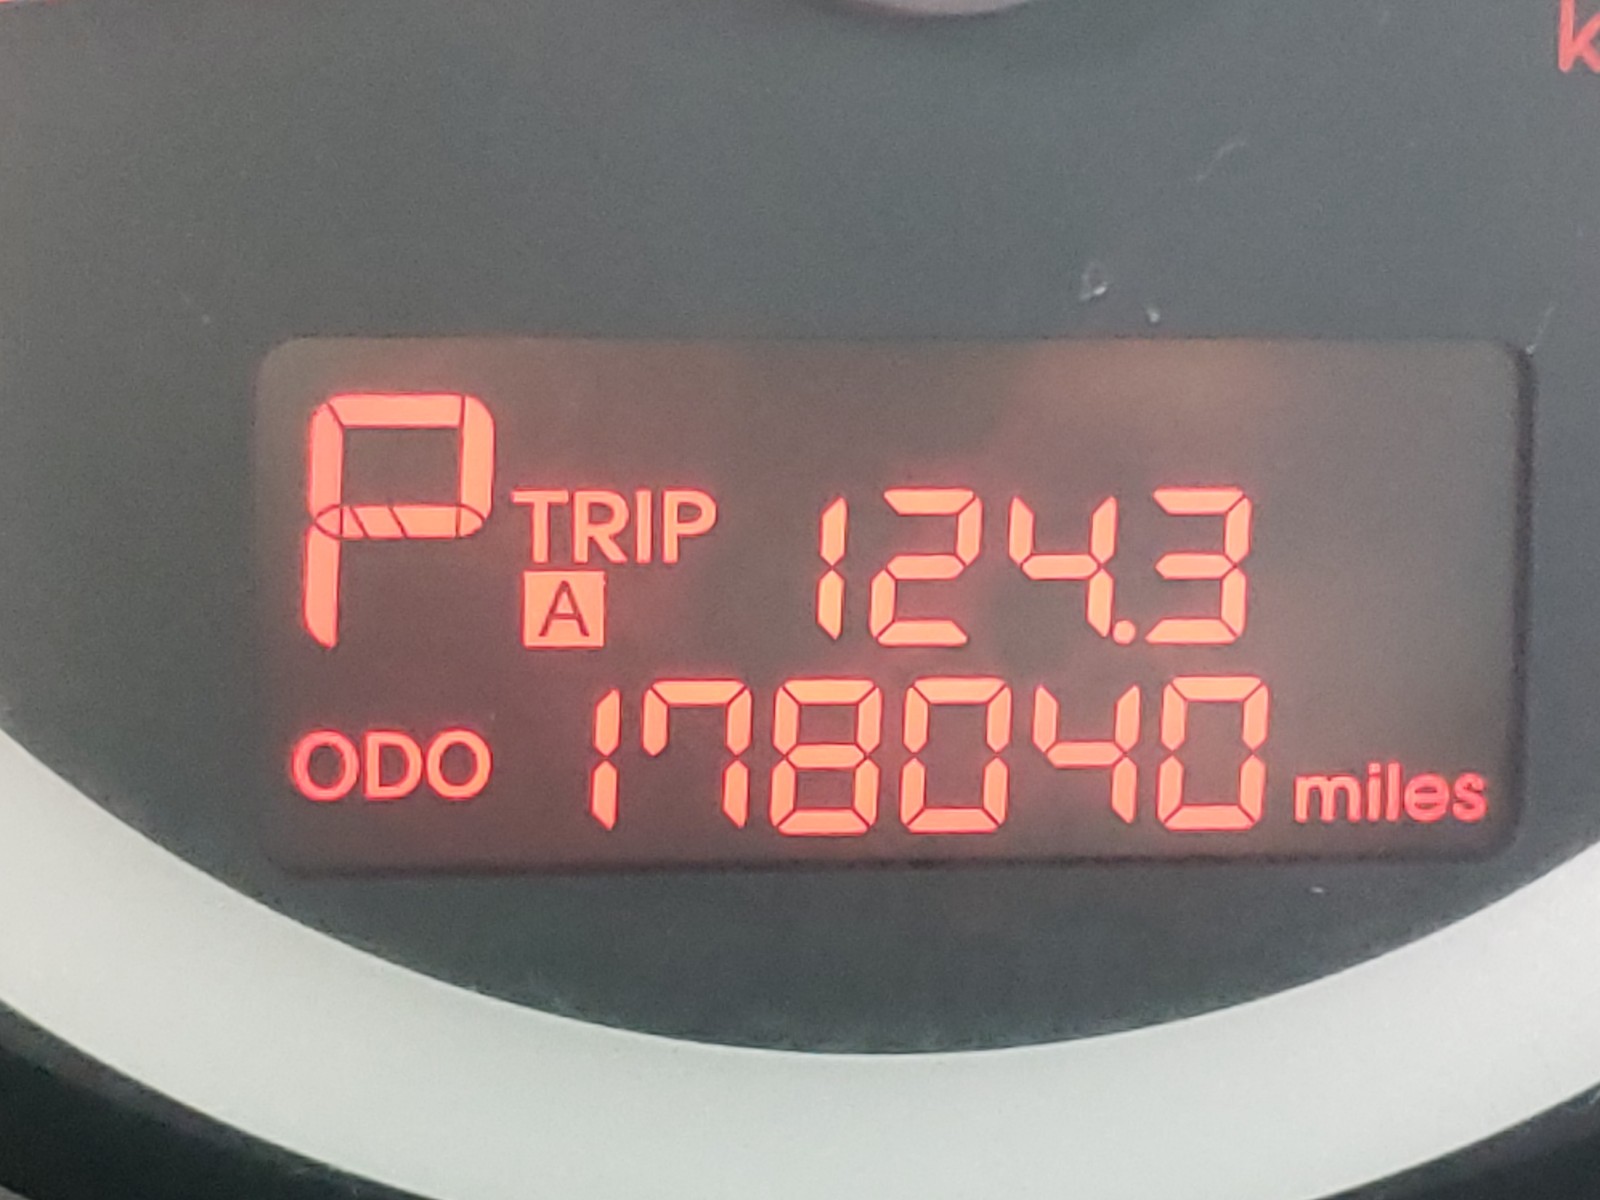 k
P TRIP 124.3
A
ODO 178040 miles